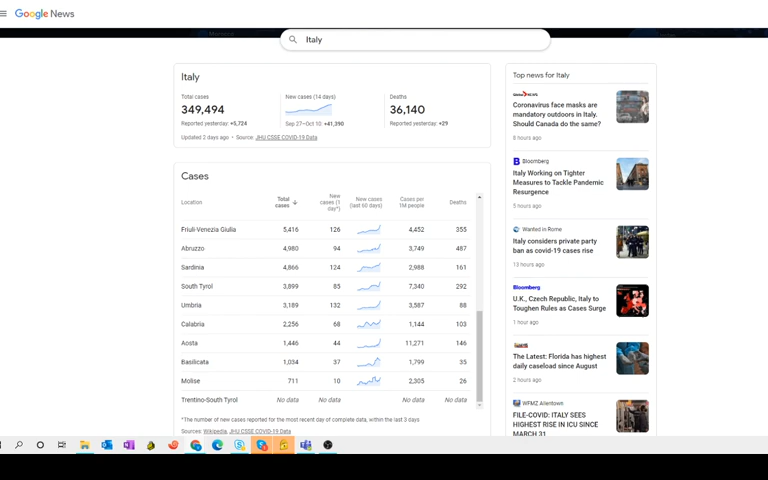 Google News
Italy
Italy
Total cases
349,494
Reported yesterday: +5,724
New cases (14 days)
Sep 27–Oct 10: +41,390
Deaths
36,140
Reported yesterday: +29
Updated 2 days ago • Source: JHU CSSE COVID-19 Data
Cases
Location Total cases ↓ New cases (1 day*) New cases (last 60 days) Cases per 1M people Deaths
Friuli-Venezia Giulia 5,416 126 4,452 355
Abruzzo 4,980 94 3,749 487
Sardinia 4,866 124 2,988 161
South Tyrol 3,899 85 7,340 292
Umbria 3,189 132 3,587 88
Calabria 2,256 68 1,144 103
Aosta 1,446 44 11,271 146
Basilicata 1,034 37 1,799 35
Molise 711 10 2,305 26
Trentino-South Tyrol No data No data No data No data
*The number of new cases reported for the most recent day of complete data, within the last 3 days
Sources: Wikipedia, JHU CSSE COVID-19 Data
Top news for Italy
Coronavirus face masks are
mandatory outdoors in Italy.
Should Canada do the same?
8 hours ago
Bloomberg
Italy Working on Tighter
Measures to Tackle Pandemic
Resurgence
5 hours ago
Wanted in Rome
Italy considers private party
ban as covid-19 cases rise
13 hours ago
Bloomberg
U.K., Czech Republic, Italy to
Toughen Rules as Cases Surge
1 hour ago
The Latest: Florida has highest
daily caseload since August
2 hours ago
WFMZ Allentown
FILE-COVID: ITALY SEES
HIGHEST RISE IN ICU SINCE
MARCH 31